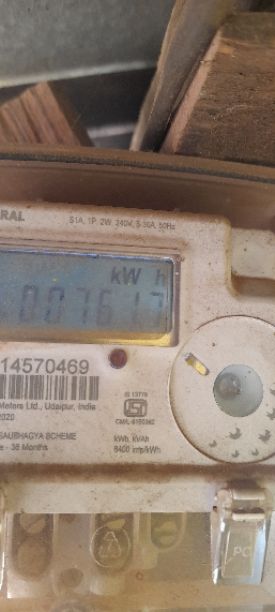 RAL
S1A, 1P, 2W, 240V, 5-30A, 50Hz
kW h
007617
14570469
Meters Ltd., Udaipur, India
2020
SAUBHAGYA SCHEME
e - 36 Months
IS 13779
kWh, kVAh
6400 imp/kWh
PC